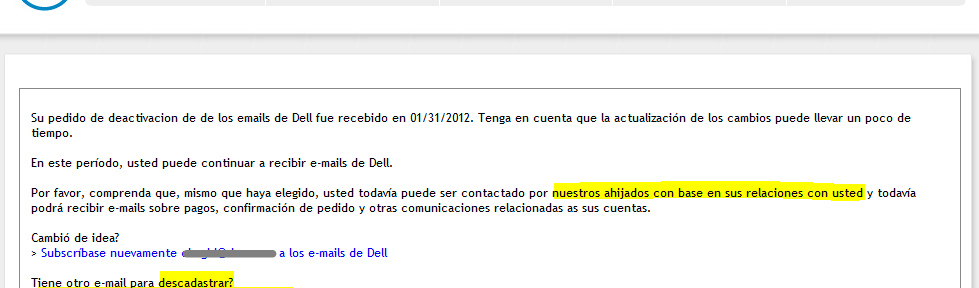 Su pedido de deactivacion de de los emails de Dell fue recebido en 01/31/2012. Tenga en cuenta que la actualización de los cambios puede llevar un poco de
tiempo.
En este período, usted puede continuar a recibir e-mails de Dell.
Por favor, comprenda que, mismo que haya elegido, usted todavía puede ser contactado por nuestros ahijados con base en sus relaciones con usted y todavía
podrá recibir e-mails sobre pagos, confirmación de pedido y otras comunicaciones relacionadas as sus cuentas.
Cambió de idea?
> Subscríbase nuevamente a los e-mails de Dell
Tiene otro e-mail para descadastrar?